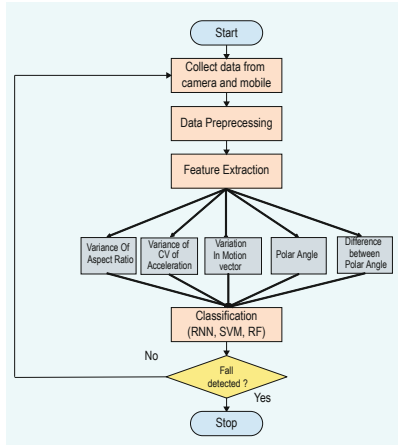 Start
Collect data from
camera and mobile
Data Preprecessing
Feature Extraction
Variance Of
Aspect Ratio
Variance of
CV of
Acceleration
Variation
In Motion
vector
Polar Angle
Difference
between
Polar Angle
Classification
(RNN, SVM, RF)
No
Fall
detected ?
Yes
Stop